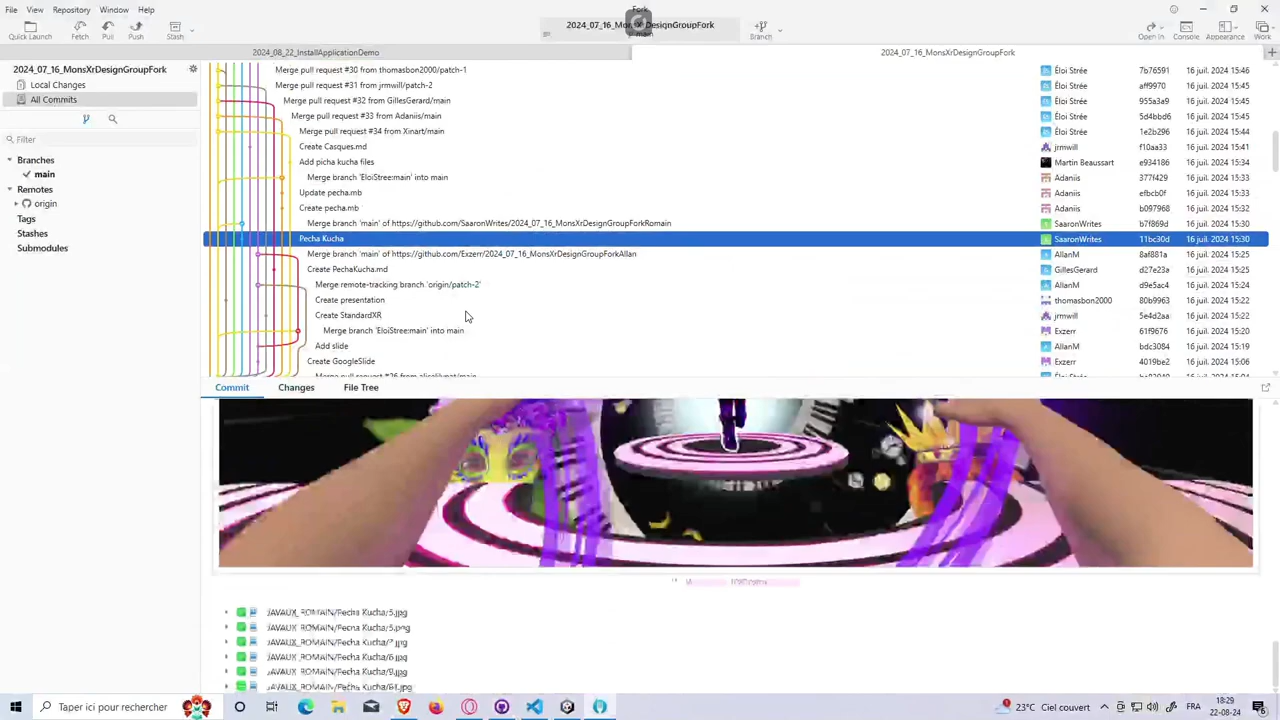 Fork
File Repository Window Help
2024_07_16_MonsXrDesignGroupFork
main
Quick Launch Fetch Pull Push Stash Branch Open in Console Appearance Work
2024_08_22_InstallApplicationDemo 2024_07_16_MonsXrDesignGroupFork
2024_07_16_MonsXrDesignGroupFork
Local Changes
All Commits
Filter
Branches
main
Remotes
origin
Tags
Stashes
Submodules
Merge pull request #30 from thomasbon2000/patch-1 Éloi Strée 7b76591 16 juil. 2024 15:46
Merge pull request #31 from jrmwill/patch-2 Éloi Strée aff9970 16 juil. 2024 15:45
Merge pull request #32 from GillesGerard/main Éloi Strée 955a3a9 16 juil. 2024 15:45
Merge pull request #33 from Adaniis/main Éloi Strée 5d4bbd6 16 juil. 2024 15:45
Merge pull request #34 from Xinart/main Éloi Strée 1e2b296 16 juil. 2024 15:44
Create Casques.md jrmwill f10aa33 16 juil. 2024 15:41
Add picha kucha files Martin Beaussart e934186 16 juil. 2024 15:34
Merge branch 'EloiStree:main' into main Adaniis 377f429 16 juil. 2024 15:33
Update pecha.mb Adaniis efbcb0f 16 juil. 2024 15:33
Create pecha.mb Adaniis b097968 16 juil. 2024 15:32
Merge branch 'main' of https://github.com/SaaronWrites/2024_07_16_MonsXrDesignGroupForkRomain SaaronWrites b7f869d 16 juil. 2024 15:30
Pecha Kucha SaaronWrites 11bc30d 16 juil. 2024 15:30
Merge branch 'main' of https://github.com/Exzerr/2024_07_16_MonsXrDesignGroupForkAllan AllanM 8af881a 16 juil. 2024 15:25
Create PechaKucha.md GillesGerard d27e23a 16 juil. 2024 15:25
Merge remote-tracking branch 'origin/patch-2' AllanM d9e5ac4 16 juil. 2024 15:24
Create presentation thomasbon2000 80b9963 16 juil. 2024 15:22
Create StandardXR jrmwill 5e4d2aa 16 juil. 2024 15:22
Merge branch 'EloiStree:main' into main Exzerr 61f9676 16 juil. 2024 15:20
Add slide AllanM bdc3084 16 juil. 2024 15:19
Create GoogleSlide Exzerr 4019be2 16 juil. 2024 15:06
Éloi Strée
Commit Changes File Tree
JAVAUX_ROMAIN/Pecha Kucha/5.jpg
JAVAUX_ROMAIN/Pecha Kucha/5.png
JAVAUX_ROMAIN/Pecha Kucha/7.jpg
JAVAUX_ROMAIN/Pecha Kucha/8.jpg
JAVAUX_ROMAIN/Pecha Kucha/9.jpg
Taper ici pour rechercher 23°C Ciel couvert FRA 18:29
22-08-24